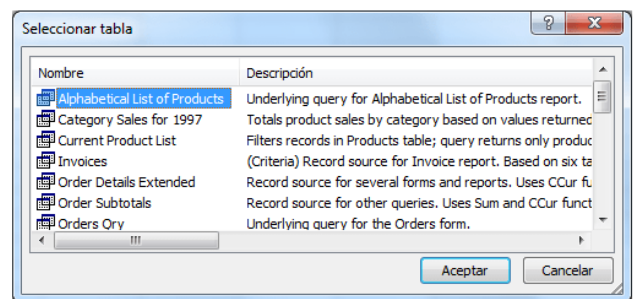 Seleccionar tabla
Nombre Descripción
Alphabetical List of Products Underlying query for Alphabetical List of Products report.
Category Sales for 1997 Totals product sales by category based on values returned
Current Product List Filters records in Products table; query returns only produc
Invoices (Criteria) Record source for Invoice report. Based on six ta
Order Details Extended Record source for several forms and reports. Uses CCur fu
Order Subtotals Record source for other queries. Uses Sum and CCur funct
Orders Qry Underlying query for the Orders form.
Aceptar Cancelar